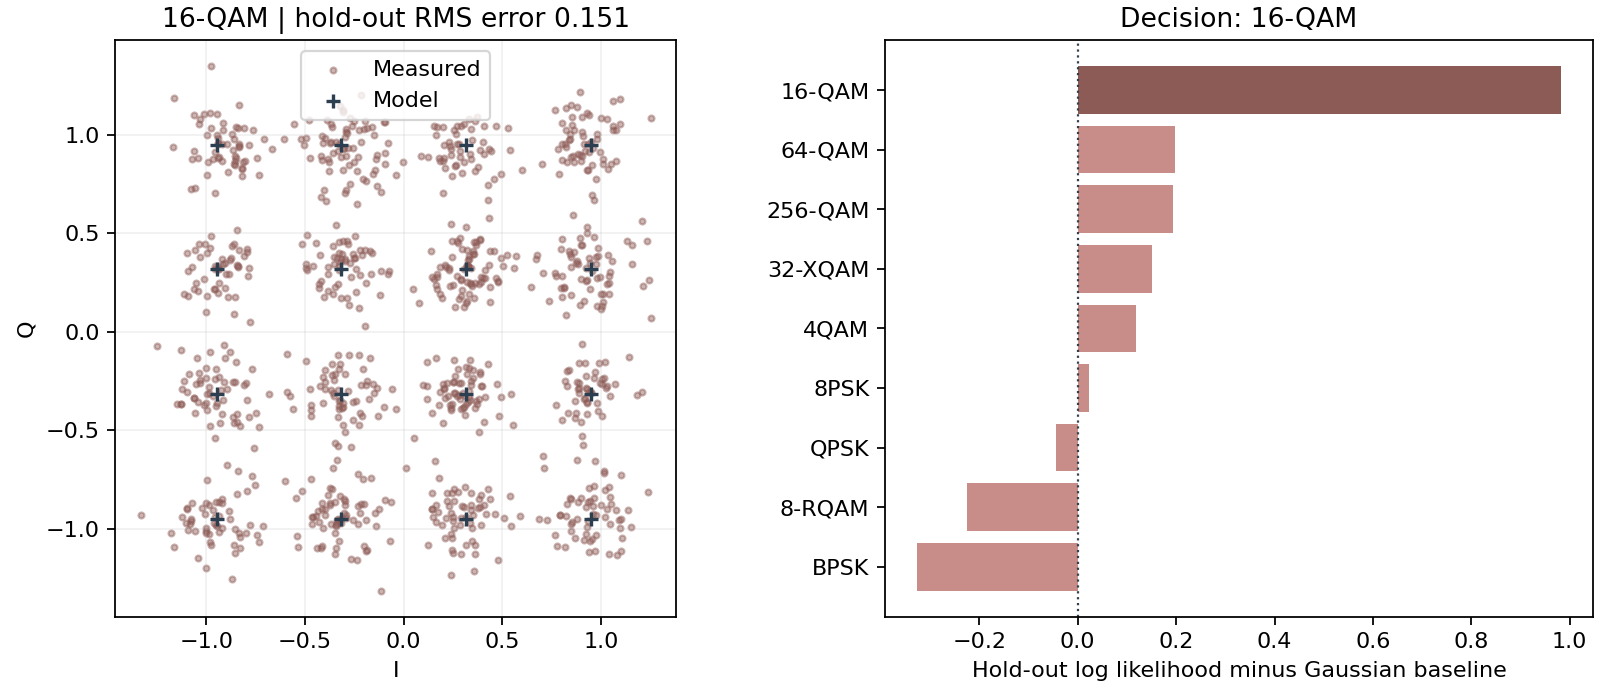 16-QAM | hold-out RMS error 0.151
Measured
Model
Q
1.0
0.5
0.0
−0.5
−1.0
−1.0
−0.5
0.0
0.5
1.0
I
Decision: 16-QAM
16-QAM
64-QAM
256-QAM
32-XQAM
4QAM
8PSK
QPSK
8-RQAM
BPSK
−0.2
0.0
0.2
0.4
0.6
0.8
1.0
Hold-out log likelihood minus Gaussian baseline